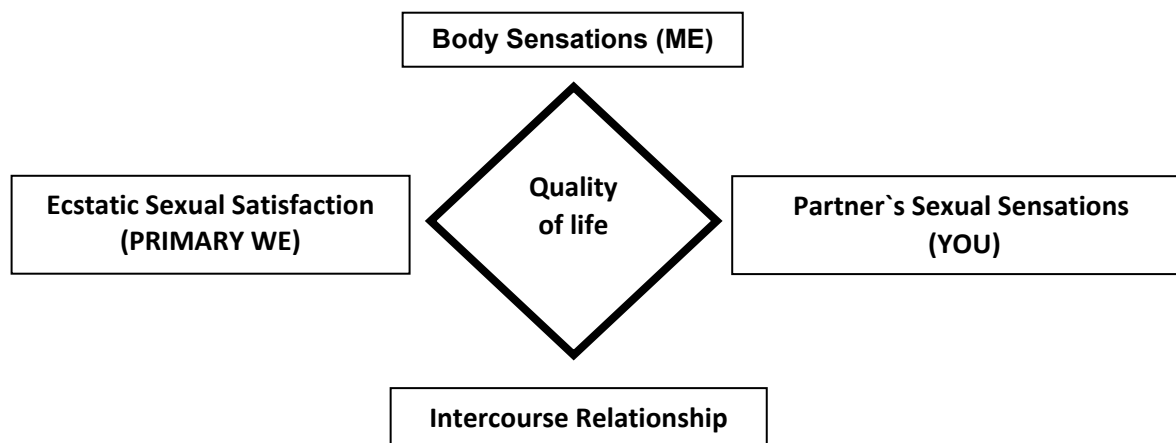 Body Sensations (ME)
Quality
of life
Ecstatic Sexual Satisfaction
(PRIMARY WE)
Partner`s Sexual Sensations
(YOU)
Intercourse Relationship